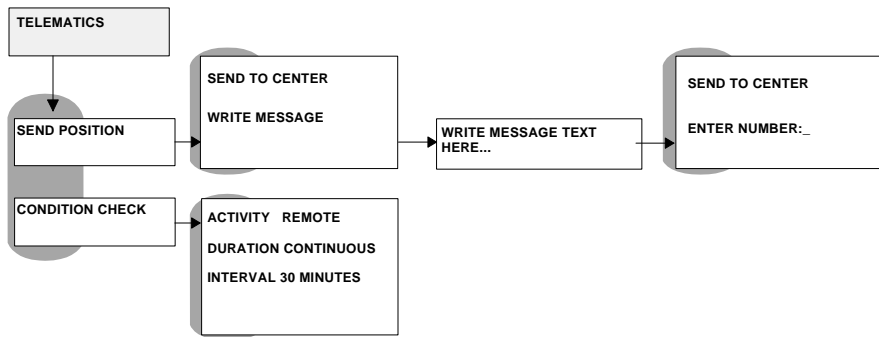 TELEMATICS
SEND POSITION
SEND TO CENTER
WRITE MESSAGE
WRITE MESSAGE TEXT
HERE...
SEND TO CENTER
ENTER NUMBER:_
CONDITION CHECK
ACTIVITY REMOTE
DURATION CONTINUOUS
INTERVAL 30 MINUTES